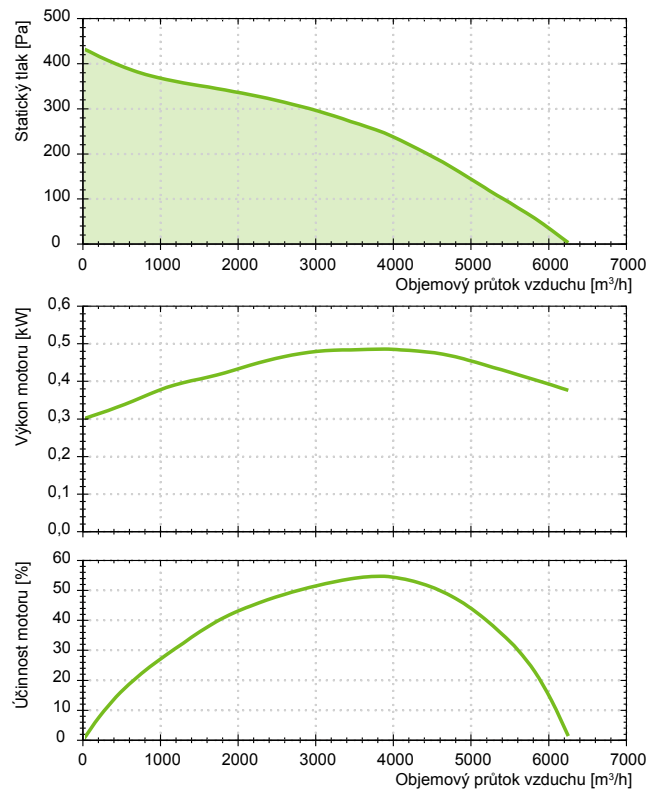 Statický tlak [Pa]
500
400
300
200
100
0
0 1000 2000 3000 4000 5000 6000 7000
Objemový průtok vzduchu [m³/h]
Výkon motoru [kW]
0,6
0,5
0,4
0,3
0,2
0,1
0,0
Účinnost motoru [%]
60
50
40
30
20
10
0
0 1000 2000 3000 4000 5000 6000 7000
Objemový průtok vzduchu [m³/h]